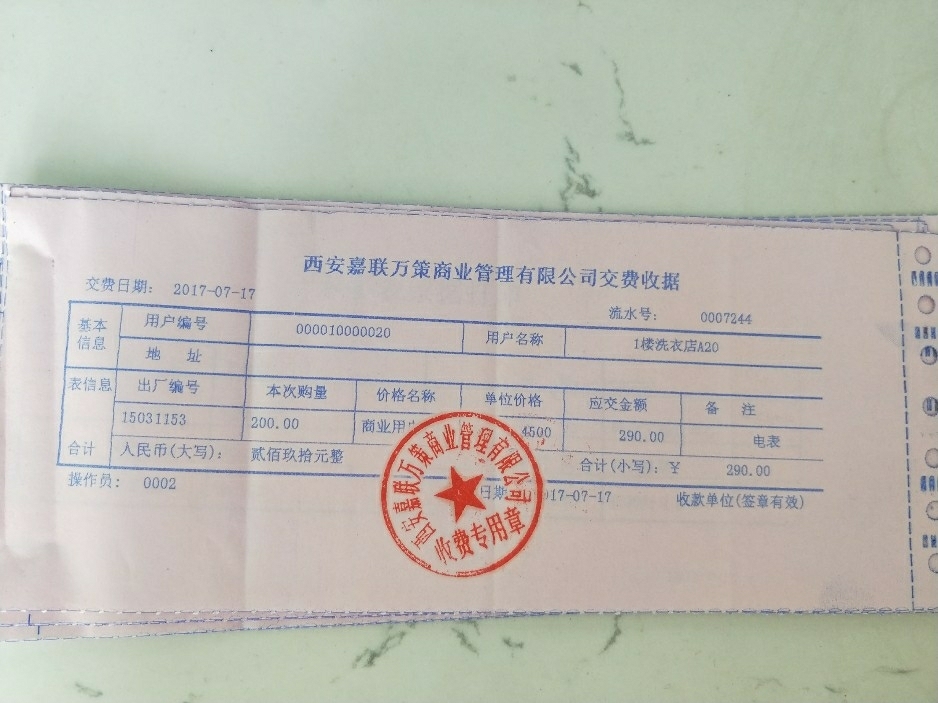 西安嘉联万策商业管理有限公司交费收据
交费日期： 2017-07-17
流水号： 0007244
基本信息 用户编号 000010000020 用户名称 1楼洗衣店A20
地 址
表信息 出厂编号 本次购量 价格名称 单位价格 应交金额 备 注
15031153 200.00 商业用 4500 290.00 电表
合计 人民币(大写)： 贰佰玖拾元整 合计(小写)：￥ 290.00
操作员： 0002 日期 17-07-17 收款单位(签章有效)
西安嘉联万策商业管理有限公司
收费专用章